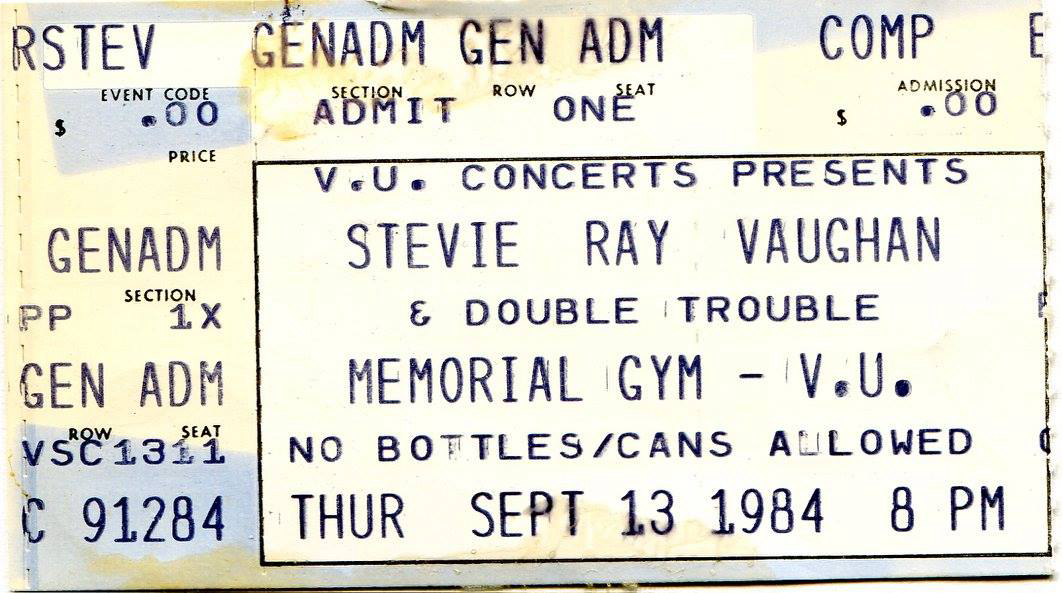 RSTEV GENADM GEN ADM COMP E
EVENT CODE SECTION ROW SEAT ADMISSION
$ .00 ADMIT ONE $ .00
PRICE
V.U. CONCERTS PRESENTS
GENADM STEVIE RAY VAUGHAN
SECTION
PP 1X & DOUBLE TROUBLE
GEN ADM MEMORIAL GYM - V.U.
ROW SEAT
VSC1311 NO BOTTLES/CANS ALLOWED
C 91284 THUR SEPT 13 1984 8 PM